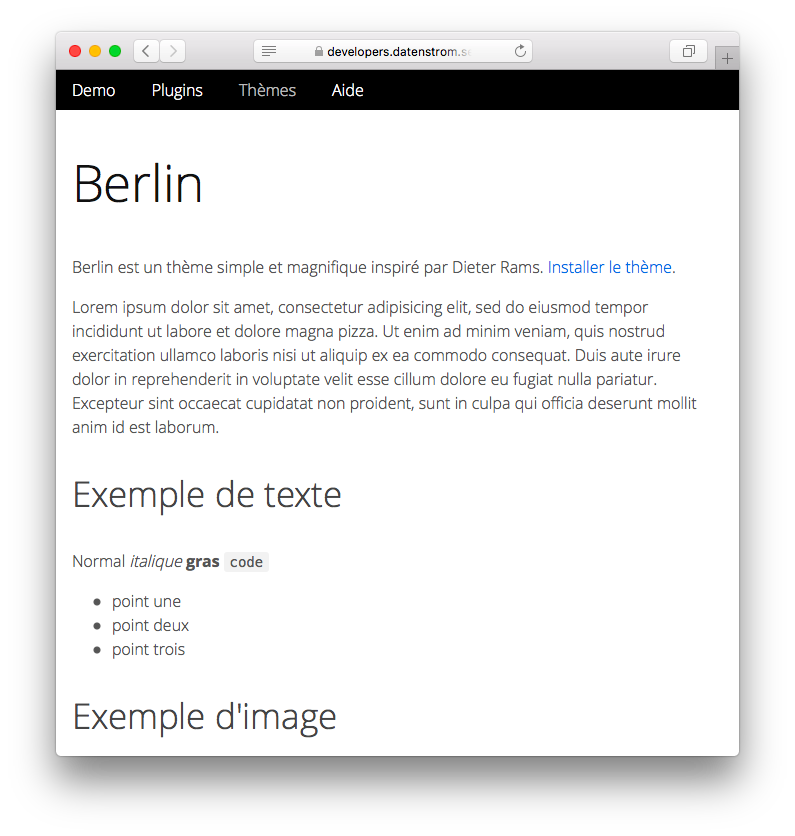 developers.datenstrom.s
Demo Plugins Thèmes Aide
Berlin
Berlin est un thème simple et magnifique inspiré par Dieter Rams. Installer le thème.
Lorem ipsum dolor sit amet, consectetur adipisicing elit, sed do eiusmod tempor
incididunt ut labore et dolore magna pizza. Ut enim ad minim veniam, quis nostrud
exercitation ullamco laboris nisi ut aliquip ex ea commodo consequat. Duis aute irure
dolor in reprehenderit in voluptate velit esse cillum dolore eu fugiat nulla pariatur.
Excepteur sint occaecat cupidatat non proident, sunt in culpa qui officia deserunt mollit
anim id est laborum.
Exemple de texte
Normal italique gras code
• point une
• point deux
• point trois
Exemple d'image